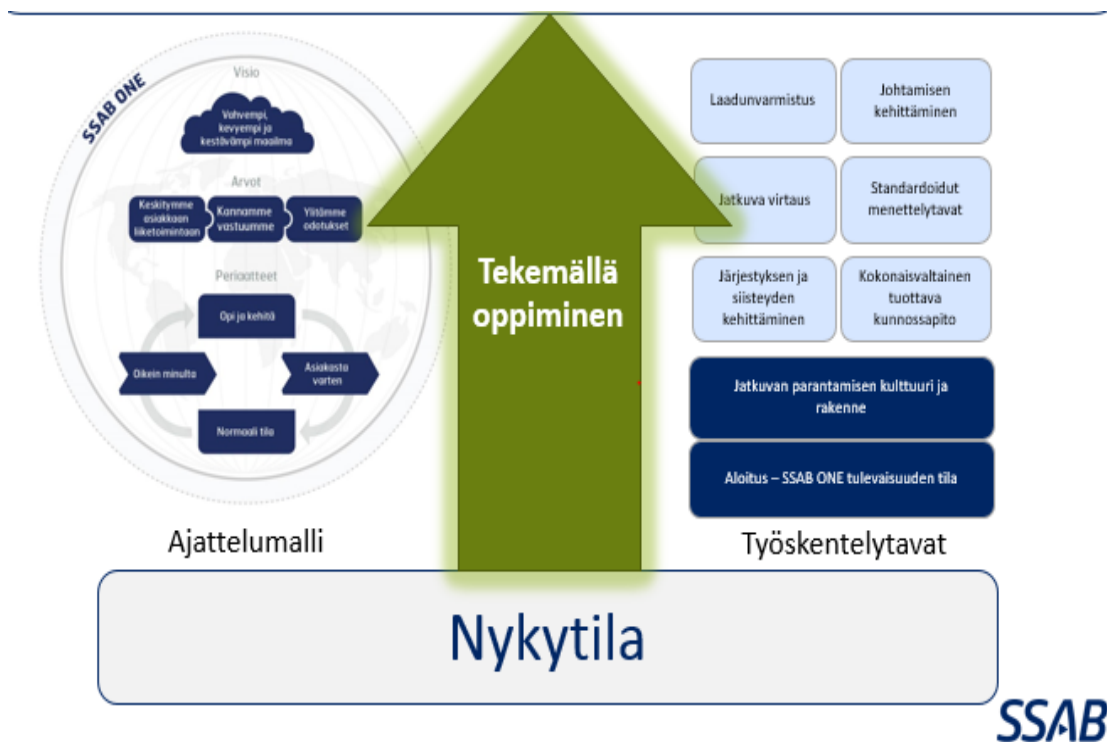 SSAB ONE
Visio
Vahvempi,
kevyempi ja
kestävämpi maailma
Arvot
Keskitymme
asiakkaan
liiketoimintaan
Kannamme
vastuumme
Ylitämme
odotukset
Periaatteet
Opi ja kehitä
Oikein minulta
Asiakasta
varten
Normaali tila
Ajattelumalli
Tekemällä
oppiminen
Laadunvarmistus
Johtamisen
kehittäminen
Jatkuva virtaus
Standardoidut
menettelytavat
Järjestyksen ja
siisteyden
kehittäminen
Kokonaisvaltainen
tuottava
kunnossapito
Jatkuvan parantamisen kulttuuri ja
rakenne
Aloitus – SSAB ONE tulevaisuuden tila
Työskentelytavat
Nykytila
SSAB